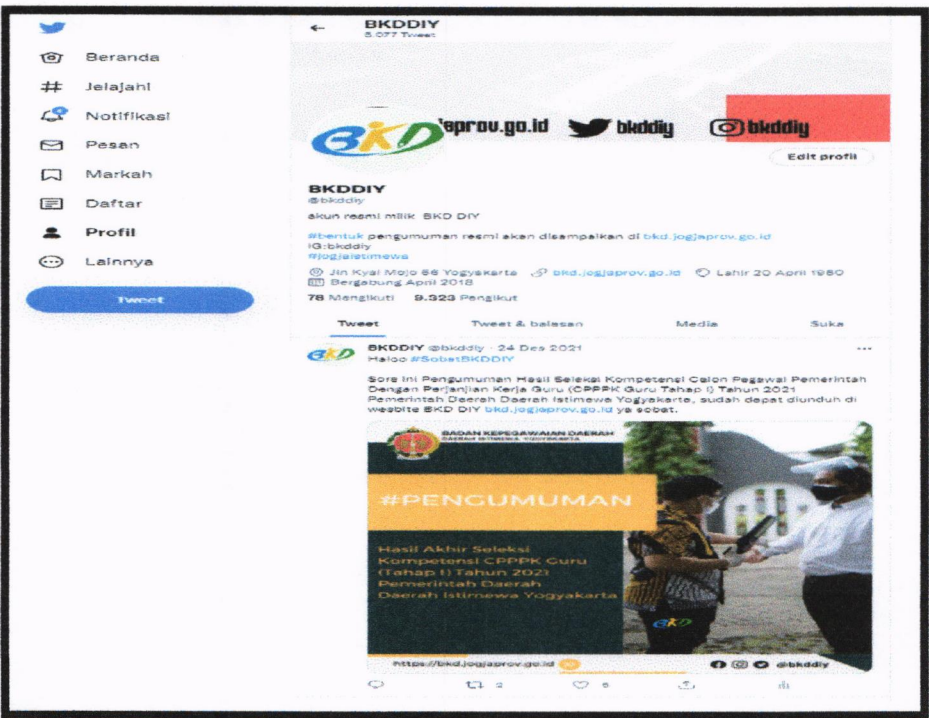 BKDDIY
5.077 Tweet
Beranda
Jelajahi
Notifikasi
Pesan
Markah
Daftar
Profil
Lainnya
Tweet
aprov.go.id bkddiy bkddiy
BKD
Edit profil
BKDDIY
@bkddiy
akun resmi milik BKD DIY
#bentuk pengumuman resmi akan disampaikan di bkd.jogjaprov.go.id
IG:bkddiy
#jogjaistimewa
Jln Kyai Mojo 56 Yogyakarta bkd.jogjaprov.go.id Lahir 20 April 1980
Bergabung April 2018
78 Mengikuti 9.323 Pengikut
Tweet Tweet & balasan Media Suka
BKD
BKDDIY @bkddiy · 24 Des 2021
Haloo #SobatBKDDIY
Sore ini Pengumuman Hasil Seleksi Kompetensi Calon Pegawai Pemerintah
Dengan Perjanjian Kerja Guru (CPPPK Guru Tahap I) Tahun 2021
Pemerintah Daerah Daerah Istimewa Yogyakarta, sudah dapat diunduh di
wesbite BKD DIY bkd.jogjaprov.go.id ya sobat.
BADAN KEPEGAWAIAN DAERAH
DAERAH ISTIMEWA YOGYAKARTA
#PENGUMUMAN
Hasil Akhir Seleksi
Kompetensi CPPPK Guru
(Tahap I) Tahun 2021
Pemerintah Daerah
Daerah Istimewa Yogyakarta
BKD
https://bkd.jogjaprov.go.id @bkddiy